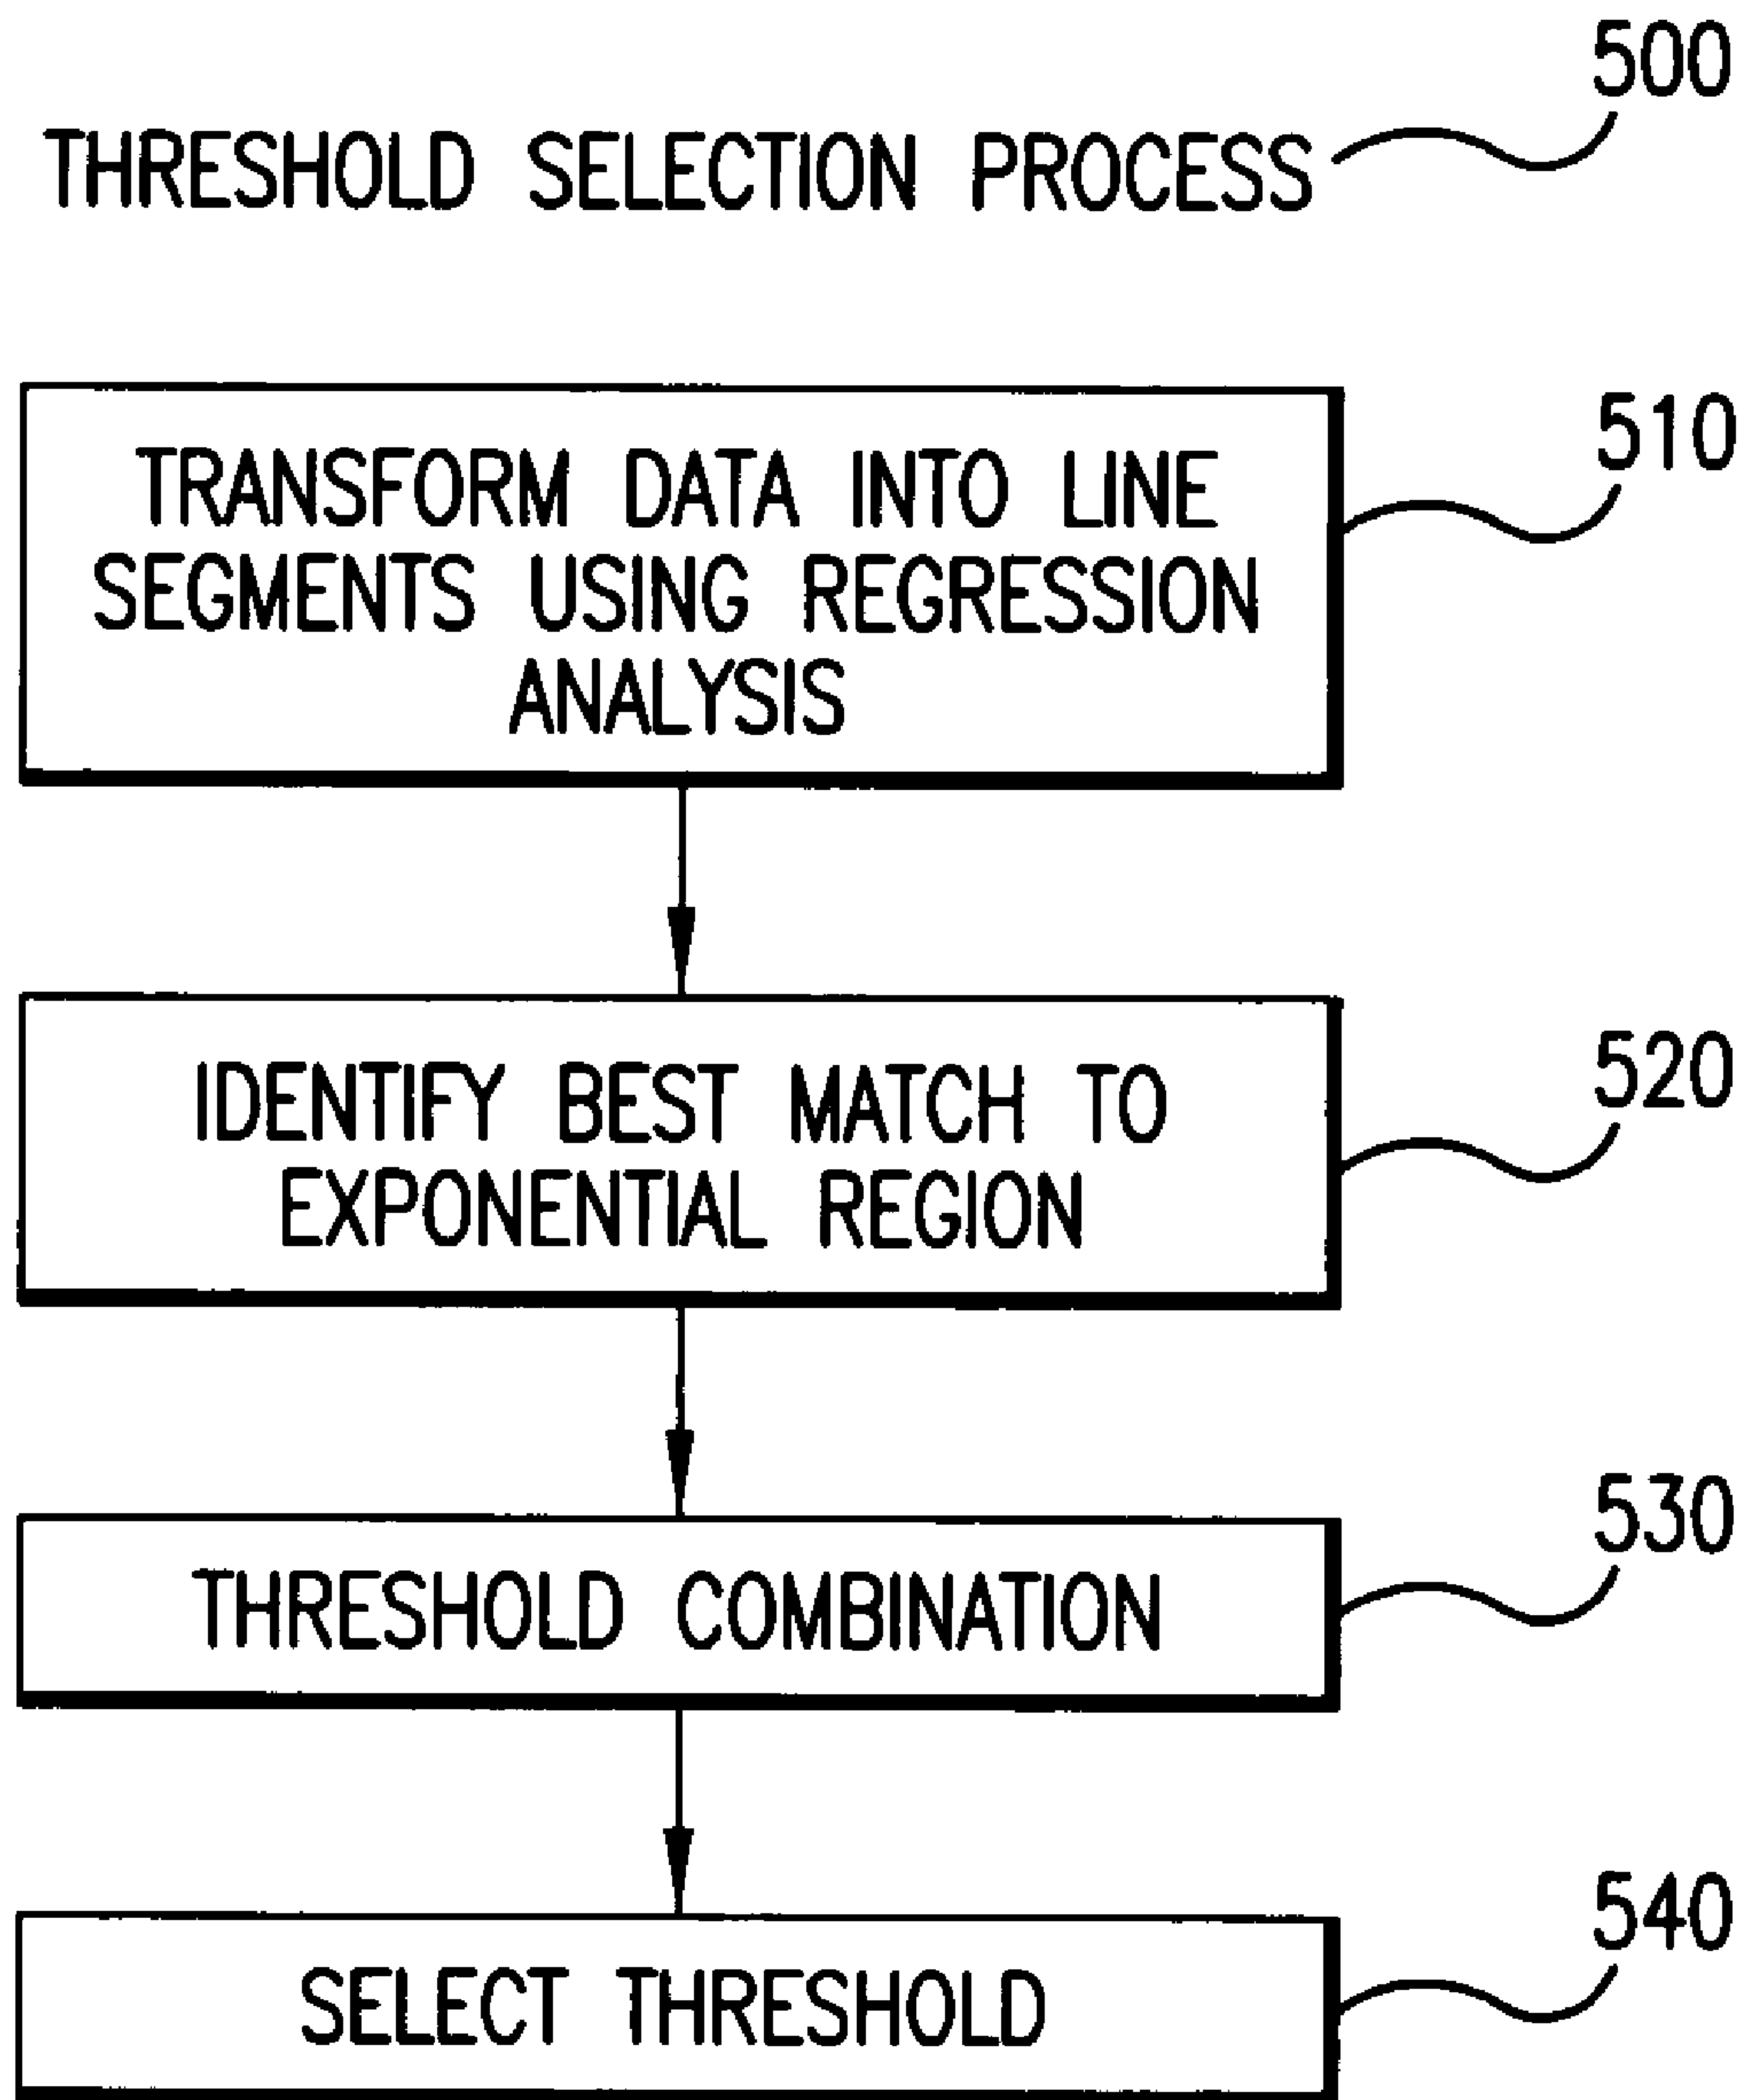 500
THRESHOLD SELECTION PROCESS
510
TRANSFORM DATA INTO LINE
SEGMENTS USING REGRESSION
ANALYSIS
520
IDENTIFY BEST MATCH TO
EXPONENTIAL REGION
530
THRESHOLD COMBINATION
540
SELECT THRESHOLD